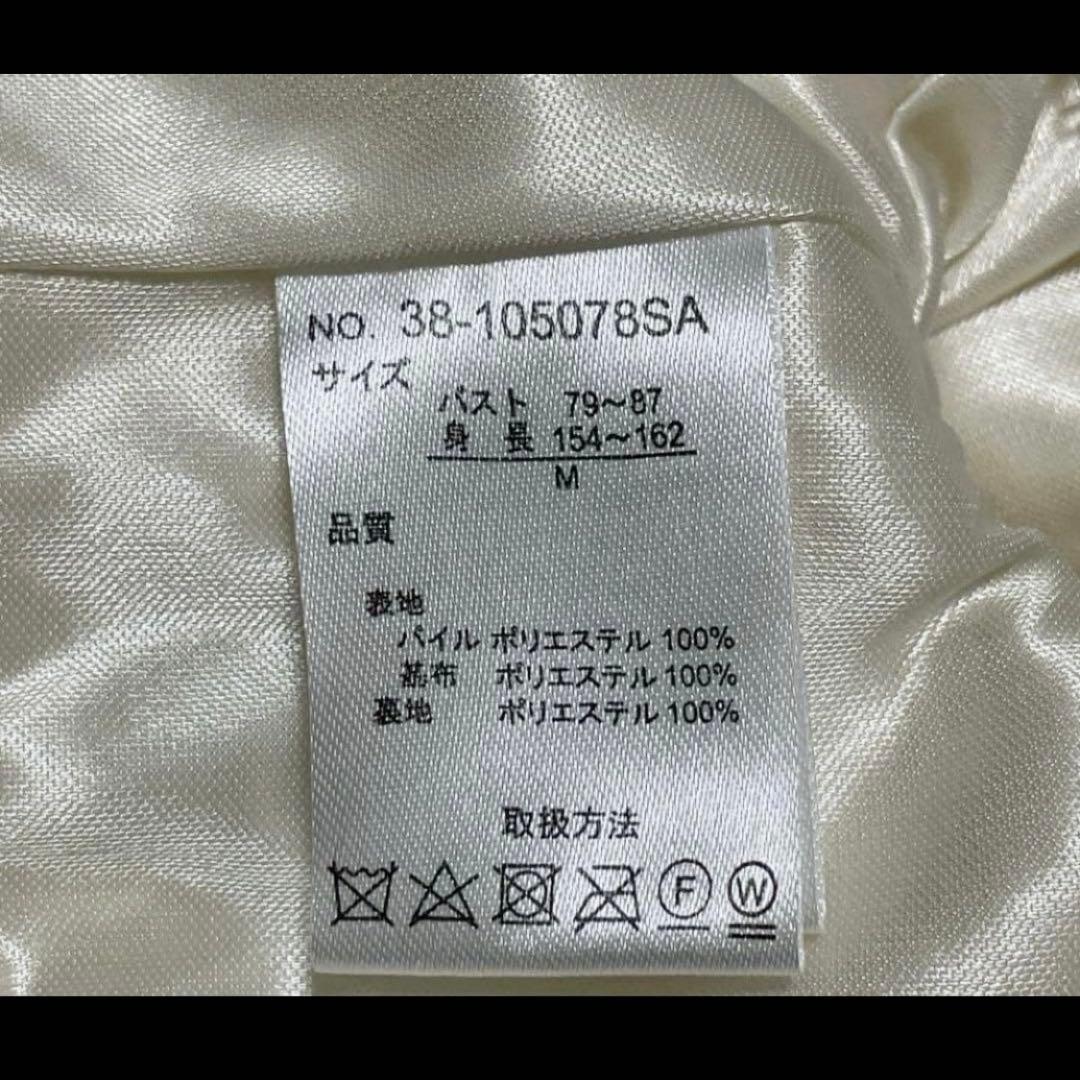 NO. 38-105078SA
サイズ
バスト 79〜87
身 長 154〜162
M
品質
表地
パイル ポリエステル 100%
基布 ポリエステル 100%
裏地 ポリエステル 100%
取扱方法
F W